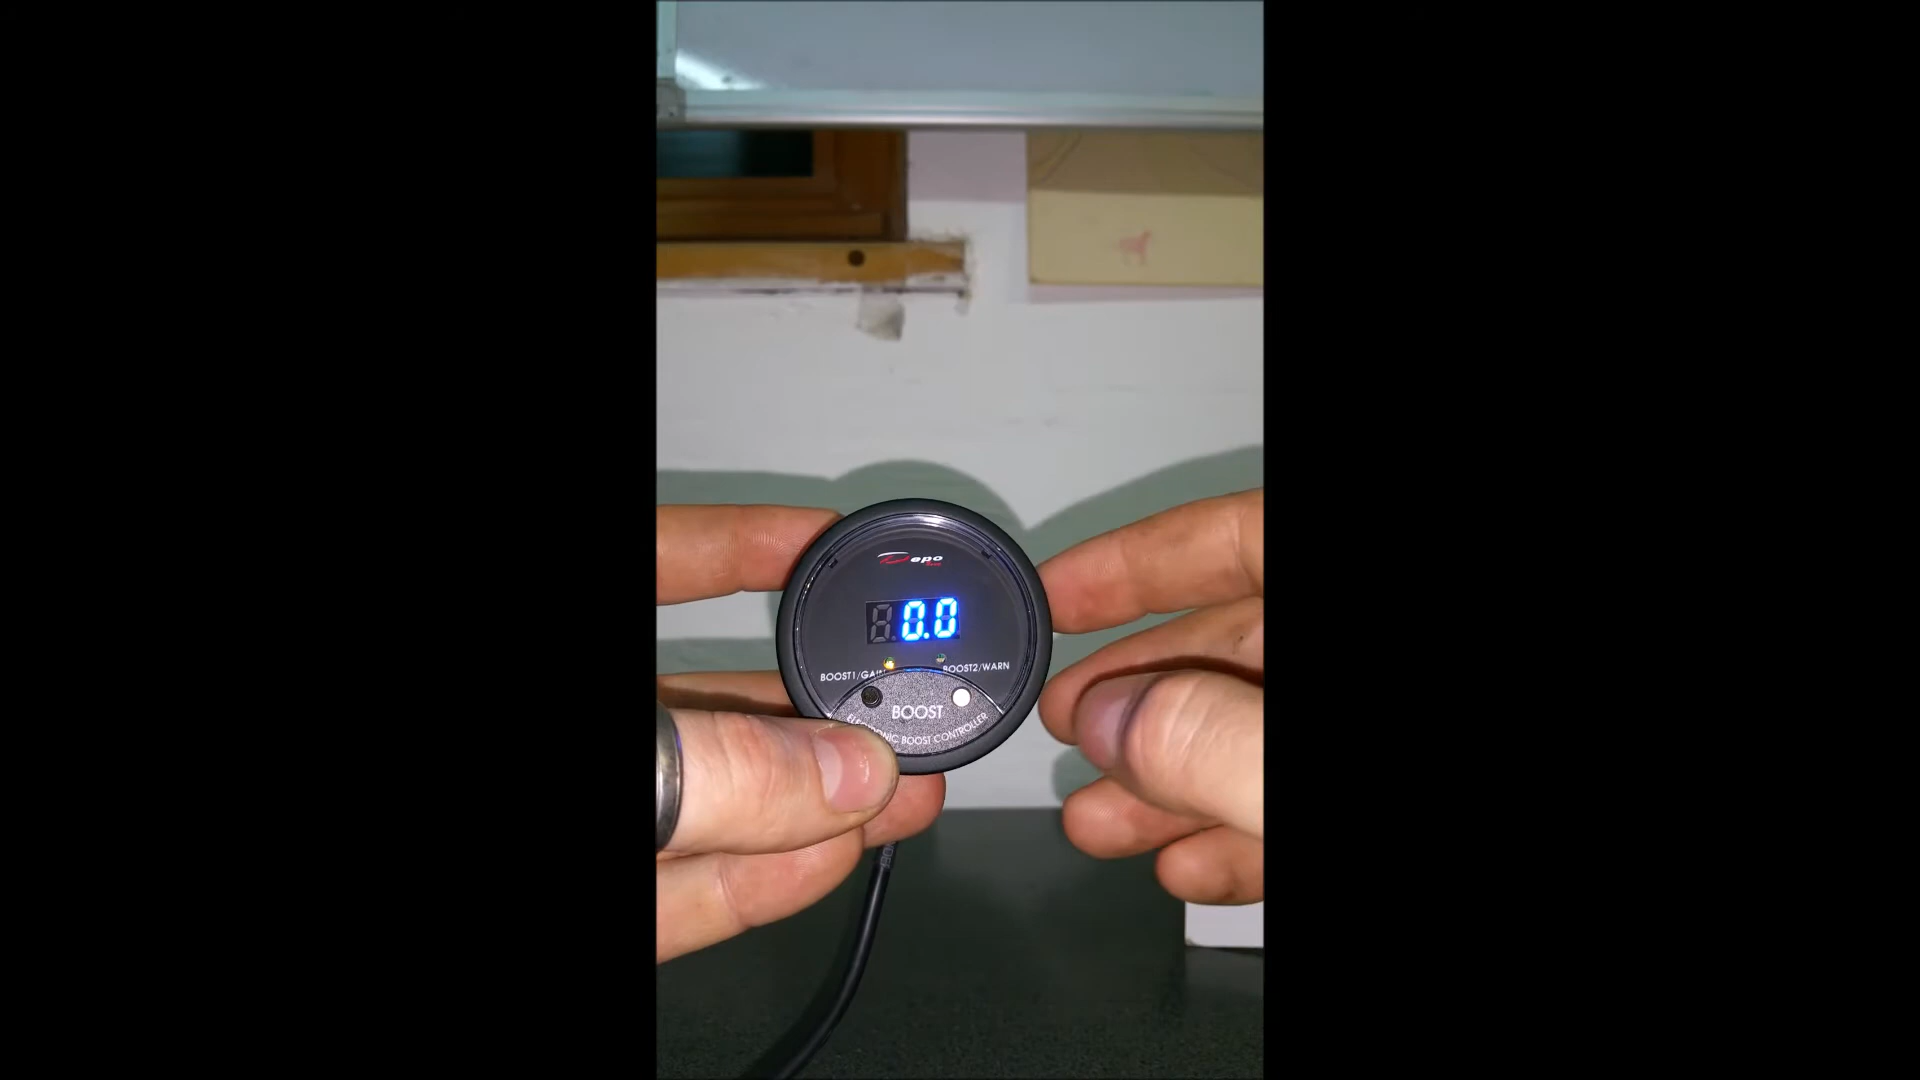 Depo
0.0
BOOST1/GAIN
BOOST2/WARN
BOOST
BOOST CONTROLLER